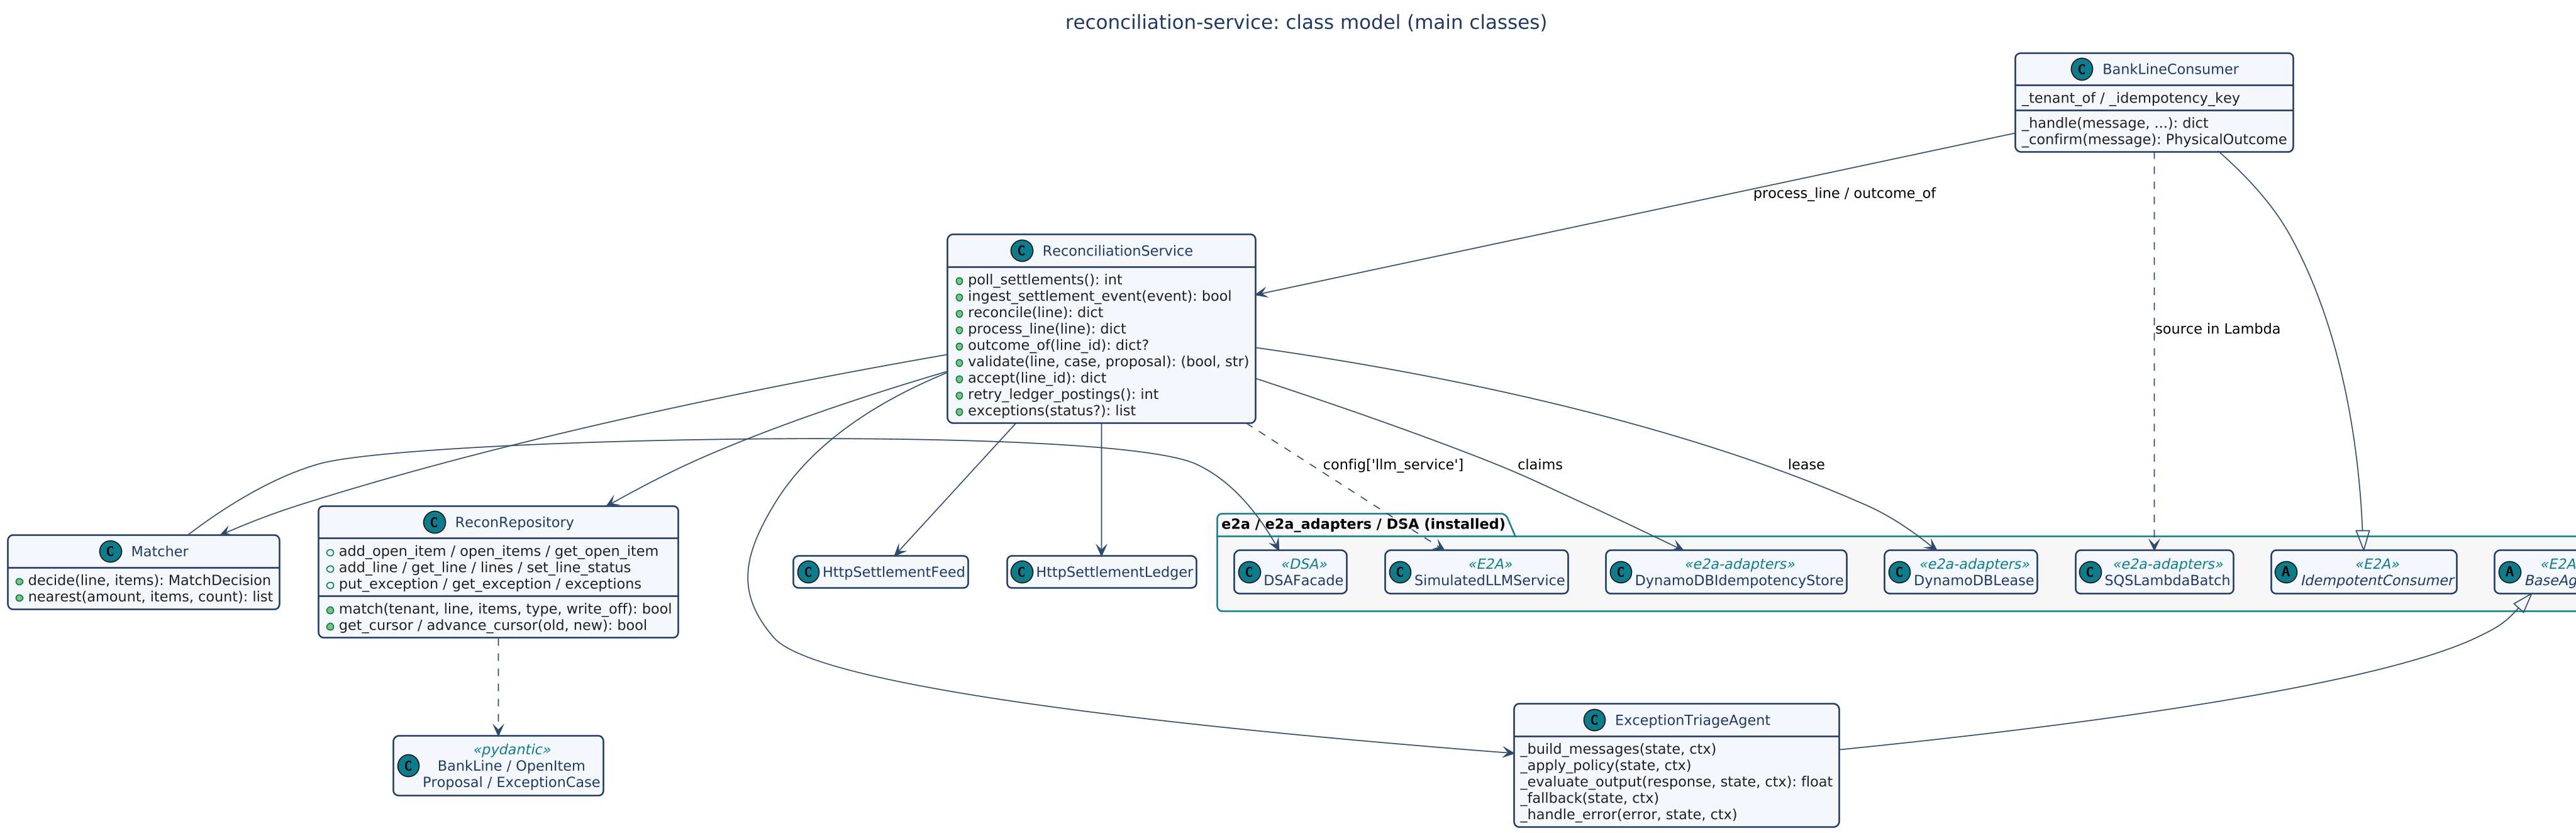 reconciliation-service: class model (main classes)
C BankLineConsumer
_tenant_of / _idempotency_key
_handle(message, ...): dict
_confirm(message): PhysicalOutcome
process_line / outcome_of
C ReconciliationService
poll_settlements(): int
ingest_settlement_event(event): bool
reconcile(line): dict
process_line(line): dict
outcome_of(line_id): dict?
validate(line, case, proposal): (bool, str)
accept(line_id): dict
retry_ledger_postings(): int
exceptions(status?): list
source in Lambda
config['llm_service']
claims
lease
C Matcher
decide(line, items): MatchDecision
nearest(amount, items, count): list
C ReconRepository
add_open_item / open_items / get_open_item
add_line / get_line / lines / set_line_status
put_exception / get_exception / exceptions
match(tenant, line, items, type, write_off): bool
get_cursor / advance_cursor(old, new): bool
C HttpSettlementFeed
C HttpSettlementLedger
e2a / e2a_adapters / DSA (installed)
«DSA»
C DSAFacade
«E2A»
C SimulatedLLMService
«e2a-adapters»
C DynamoDBIdempotencyStore
«e2a-adapters»
C DynamoDBLease
«e2a-adapters»
C SQSLambdaBatch
«E2A»
A IdempotentConsumer
«E2A
A BaseAg
«pydantic»
C BankLine / OpenItem
Proposal / ExceptionCase
C ExceptionTriageAgent
_build_messages(state, ctx)
_apply_policy(state, ctx)
_evaluate_output(response, state, ctx): float
_fallback(state, ctx)
_handle_error(error, state, ctx)